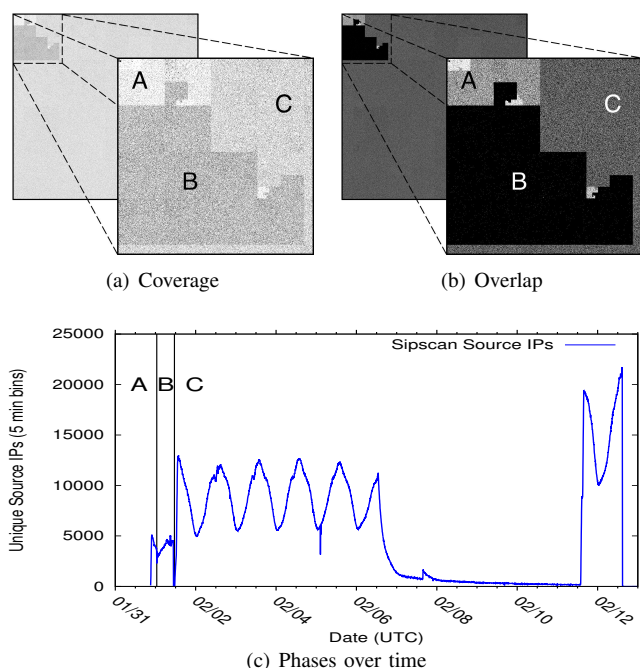 A
C
B
A
C
B
(a) Coverage
(b) Overlap
25000
20000
15000
10000
5000
0
Unique Source IPs (5 min bins)
Sipscan Source IPs
A B C
01/31 02/02 02/04 02/06 02/08 02/10 02/12
Date (UTC)
(c) Phases over time